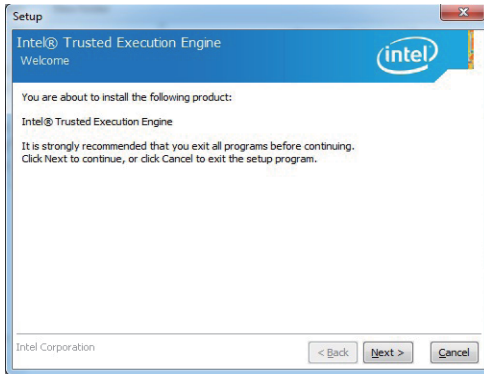 Setup
Intel® Trusted Execution Engine
Welcome
intel
You are about to install the following product:
Intel® Trusted Execution Engine
It is strongly recommended that you exit all programs before continuing.
Click Next to continue, or click Cancel to exit the setup program.
Intel Corporation
< Back
Next >
Cancel